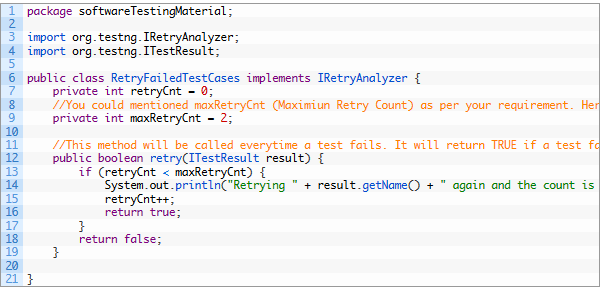 1 package softwareTestingMaterial;
2
3 import org.testng.IRetryAnalyzer;
4 import org.testng.ITestResult;
5
6 public class RetryFailedTestCases implements IRetryAnalyzer {
7 private int retryCnt = 0;
8 //You could mentioned maxRetryCnt (Maximiun Retry Count) as per your requirement. Her
9 private int maxRetryCnt = 2;
10
11 //This method will be called everytime a test fails. It will return TRUE if a test fa
12 public boolean retry(ITestResult result) {
13 if (retryCnt < maxRetryCnt) {
14 System.out.println("Retrying " + result.getName() + " again and the count is
15 retryCnt++;
16 return true;
17 }
18 return false;
19 }
20
21 }